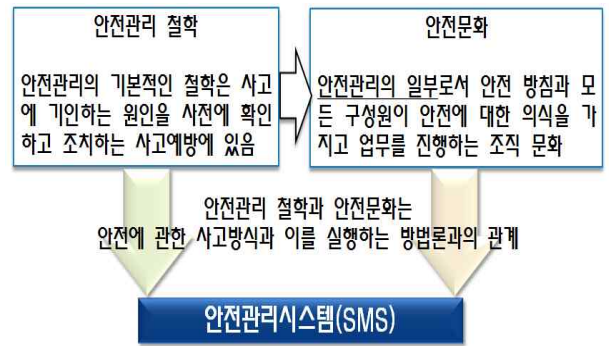 안전관리 철학
안전관리의 기본적인 철학은 사고
에 기인하는 원인을 사전에 확인
하고 조치하는 사고예방에 있음
안전문화
안전관리의 일부로서 안전 방침과 모
든 구성원이 안전에 대한 의식을 가
지고 업무를 진행하는 조직 문화
안전관리 철학과 안전문화는
안전에 관한 사고방식과 이를 실행하는 방법론과의 관계
안전관리시스템(SMS)